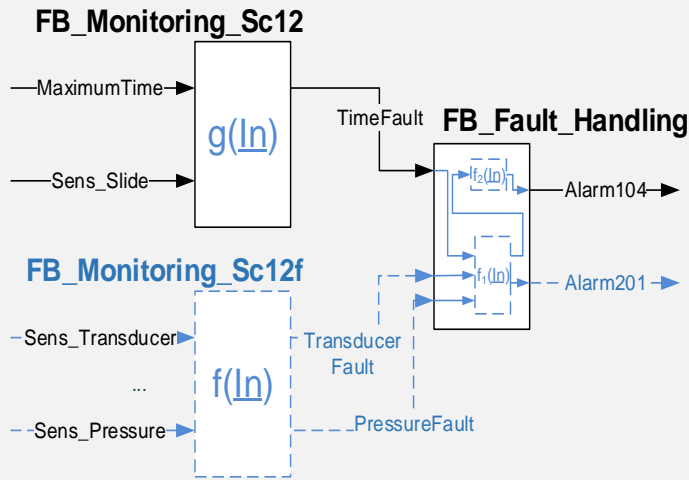 FB_Monitoring_Sc12
MaximumTime
g(In)
TimeFault
FB_Fault_Handling
Sens_Slide
f₂(In)
Alarm104
FB_Monitoring_Sc12f
f₁(In)
Alarm201
Sens_Transducer
Transducer
Fault
...
f(In)
Sens_Pressure
PressureFault